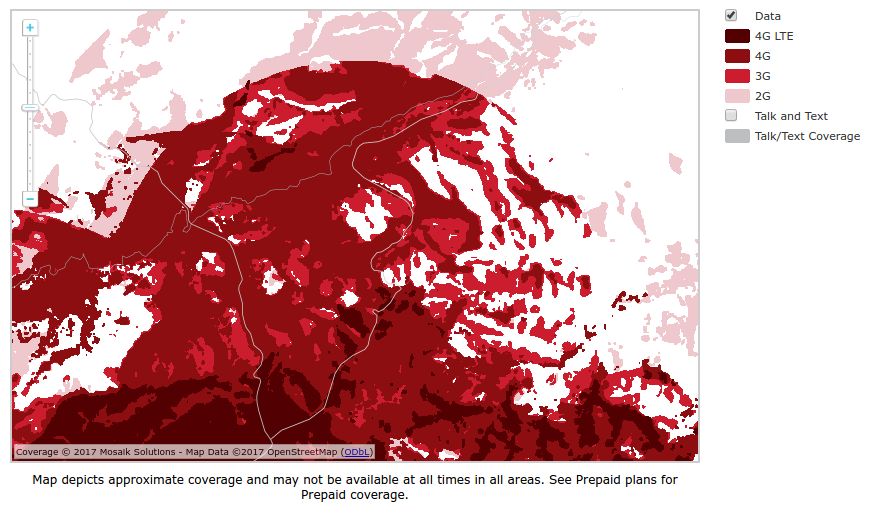 Data
4G LTE
4G
3G
2G
Talk and Text
Talk/Text Coverage
Coverage © 2017 Mosaik Solutions - Map Data ©2017 OpenStreetMap (ODbL)
Map depicts approximate coverage and may not be available at all times in all areas. See Prepaid plans for
Prepaid coverage.